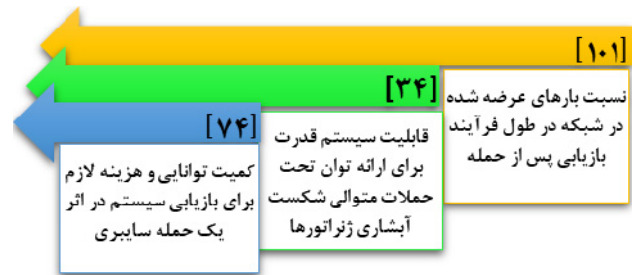 [۱۰۱]
نسبت بارهای عرضه شده
در شبکه در طول فرآیند
بازیابی پس از حمله
[۳۴]
قابلیت سیستم قدرت
برای ارائه توان تحت
حملات متوالی شکست
آبشاری ژنراتورها
[۷۴]
کمیت توانایی و هزینه لازم
برای بازیابی سیستم در اثر
یک حمله سایبری